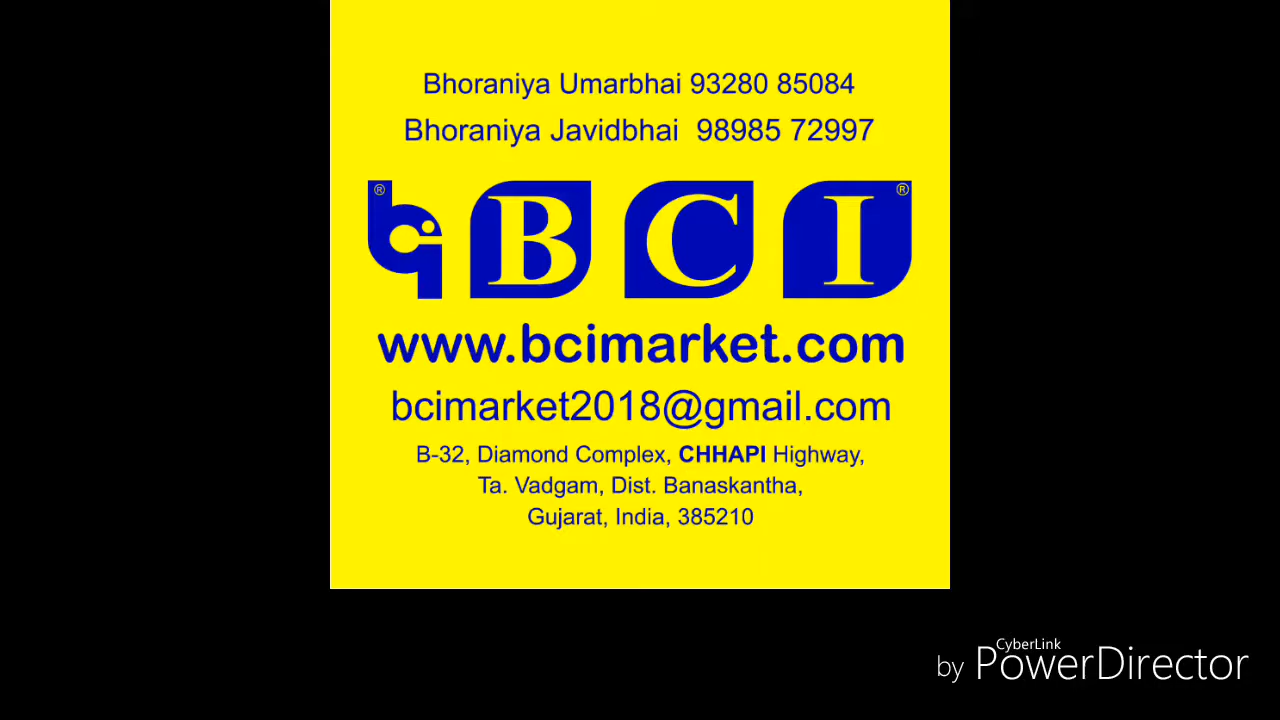 Bhoraniya Umarbhai 93280 85084
Bhoraniya Javidbhai 98985 72997
® BCI ®
www.bcimarket.com
bcimarket2018@gmail.com
B-32, Diamond Complex, CHHAPI Highway,
Ta. Vadgam, Dist. Banaskantha,
Gujarat, India, 385210
CyberLink
by PowerDirector